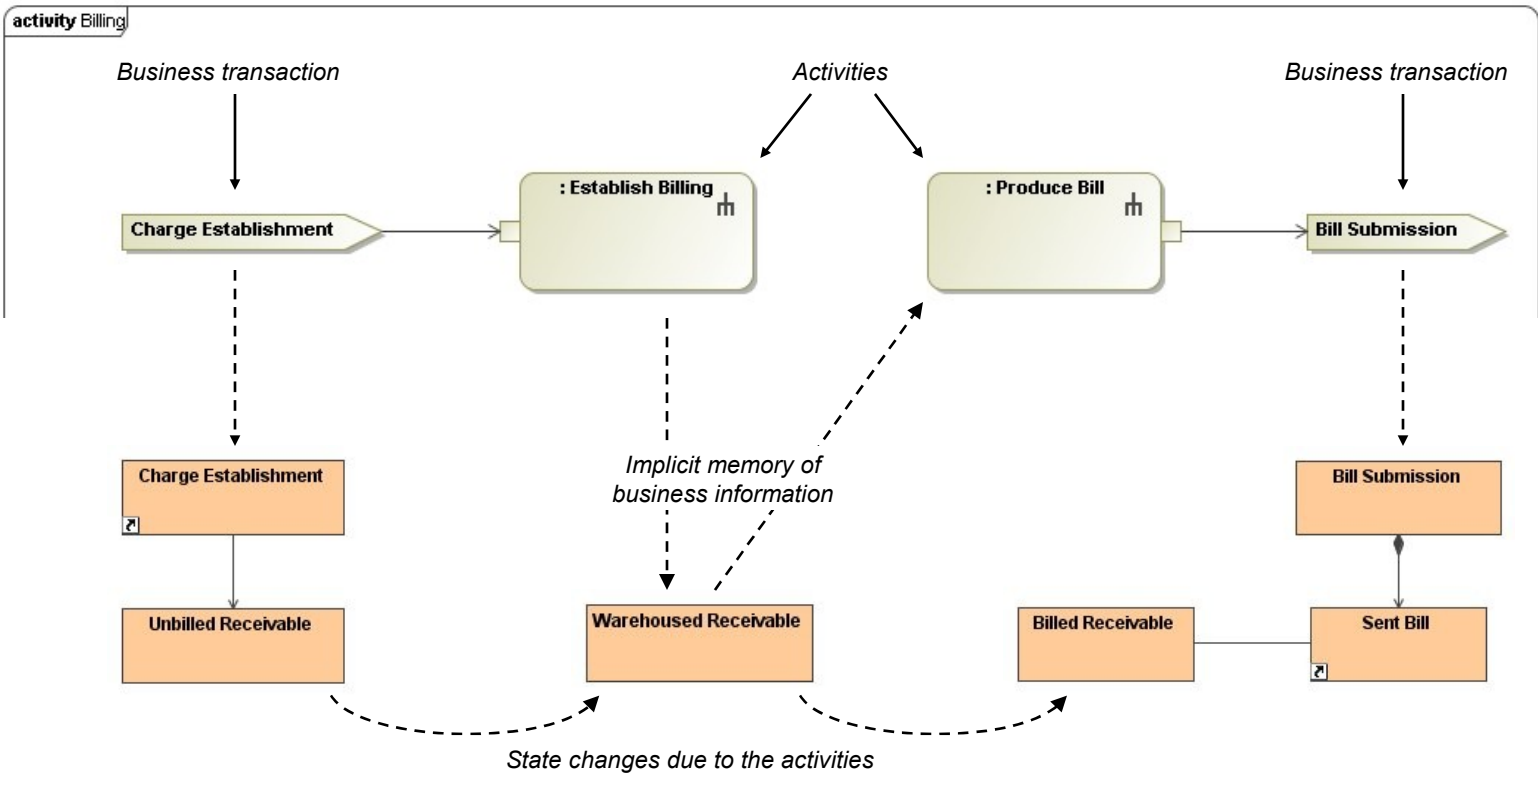 activity Billing
Business transaction
Activities
Business transaction
: Establish Billing
: Produce Bill
Charge Establishment
Bill Submission
Implicit memory of
business information
Charge Establishment
Bill Submission
Unbilled Receivable
Warehoused Receivable
Billed Receivable
Sent Bill
State changes due to the activities